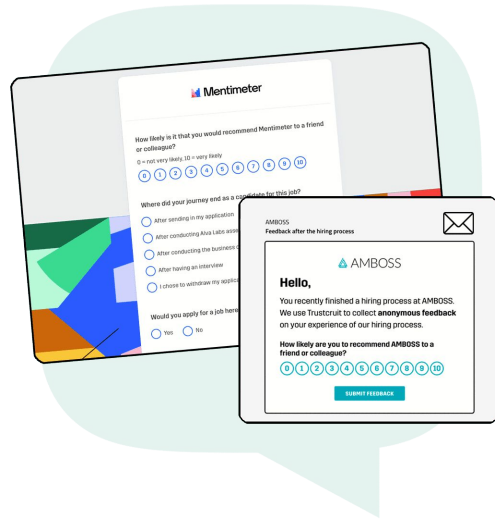 Mentimeter
How likely is it that you would recommend Mentimeter to a friend
or colleague?
0 = not very likely, 10 = very likely
0 1 2 3 4 5 6 7 8 9 10
Where did your journey end as a candidate for this job?
After sending in my application
After conducting Alva Labs
After conducting the business
After having an interview
I chose to withdraw my
Would you apply for a job here
Yes No
AMBOSS
Feedback after the hiring process
AMBOSS
Hello,
You recently finished a hiring process at AMBOSS.
We use Trustcruit to collect anonymous feedback
on your experience of our hiring process.
How likely are you to recommend AMBOSS to a
friend or colleague?
0 1 2 3 4 5 6 7 8 9 10
SUBMIT FEEDBACK